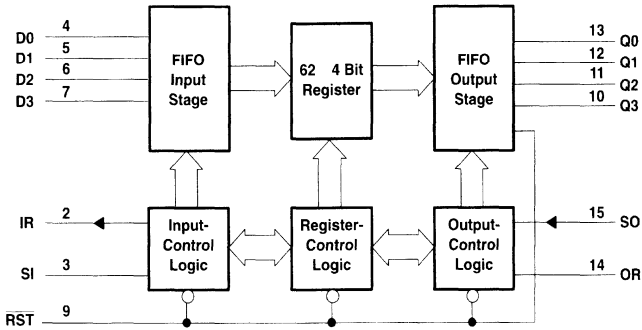 D0 4
D1 5
D2 6
D3 7
FIFO
Input
Stage
62 4 Bit
Register
FIFO
Output
Stage
13 Q0
12 Q1
11 Q2
10 Q3
IR 2
SI 3
RST 9
Input-
Control
Logic
Register-
Control
Logic
Output-
Control
Logic
15 SO
14 OR